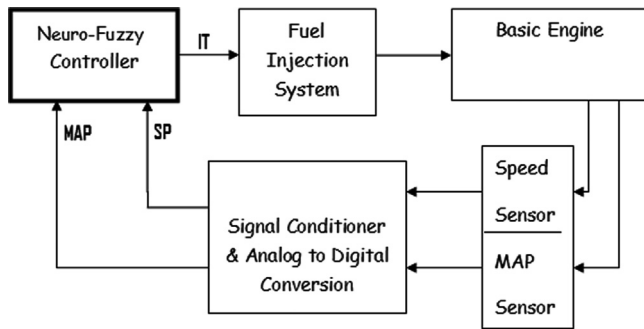 Neuro-Fuzzy
Controller
IT
Fuel
Injection
System
Basic Engine
MAP
SP
Signal Conditioner
& Analog to Digital
Conversion
Speed
Sensor
MAP
Sensor